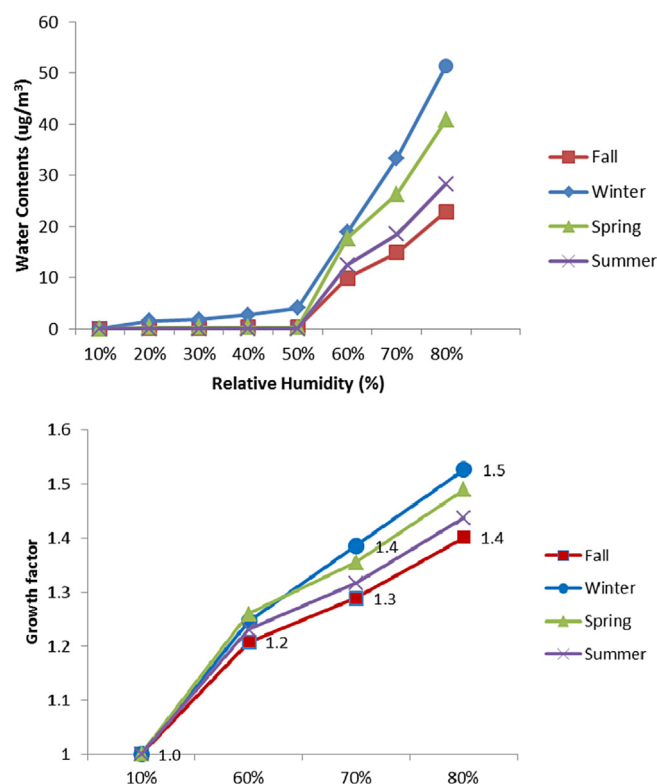 60
50
40
30
20
10
0
Water Contents (ug/m³)
10% 20% 30% 40% 50% 60% 70% 80%
Relative Humidity (%)
Fall
Winter
Spring
Summer
1.6
1.5
1.4
1.3
1.2
1.1
1
Growth factor
1.5
1.4
1.4
1.3
1.2
1.0
10% 60% 70% 80%
Fall
Winter
Spring
Summer